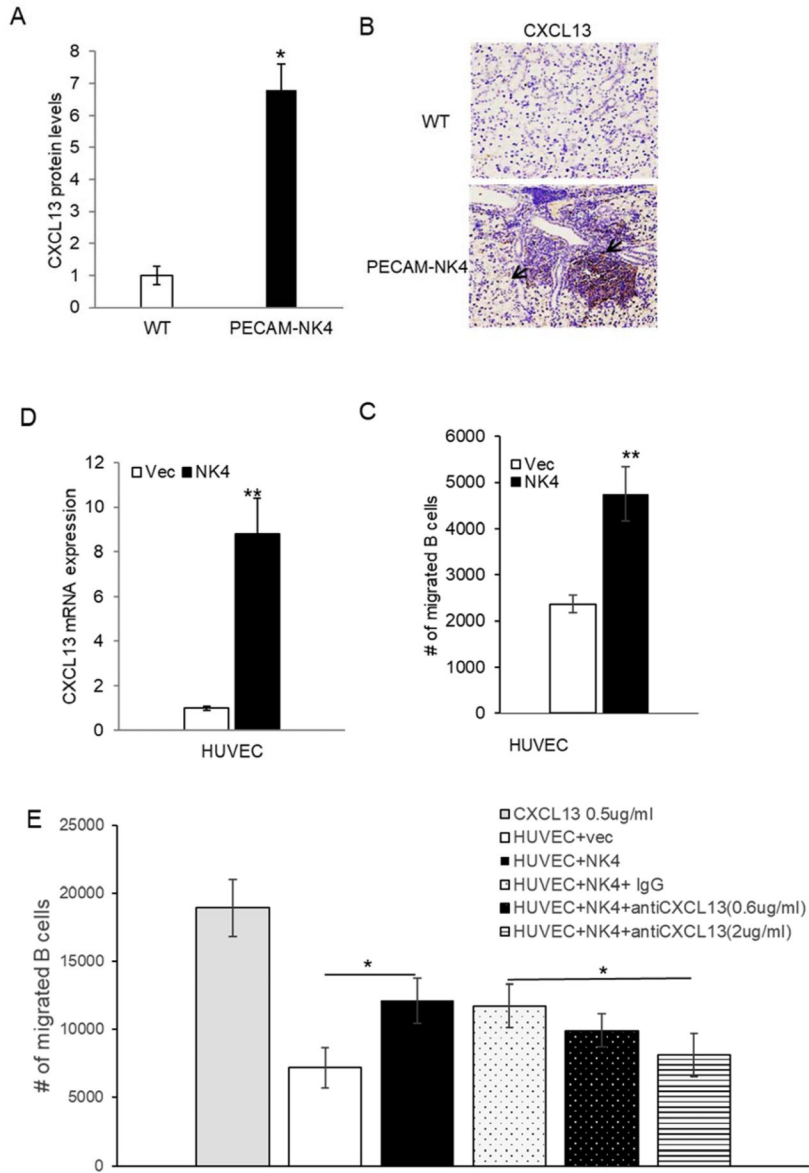 A
CXCL13 protein levels
8
7
6
5
4
3
2
1
0
*
WT
PECAM-NK4
B
CXCL13
WT
PECAM-NK4
D
CXCL13 mRNA expression
12
10
8
6
4
2
0
Vec NK4
**
HUVEC
C
# of migrated B cells
6000
5000
4000
3000
2000
1000
0
Vec
NK4
**
HUVEC
E
# of migrated B cells
25000
20000
15000
10000
5000
0
*
*
CXCL13 0.5ug/ml
HUVEC+vec
HUVEC+NK4
HUVEC+NK4+ IgG
HUVEC+NK4+antiCXCL13(0.6ug/ml)
HUVEC+NK4+antiCXCL13(2ug/ml)